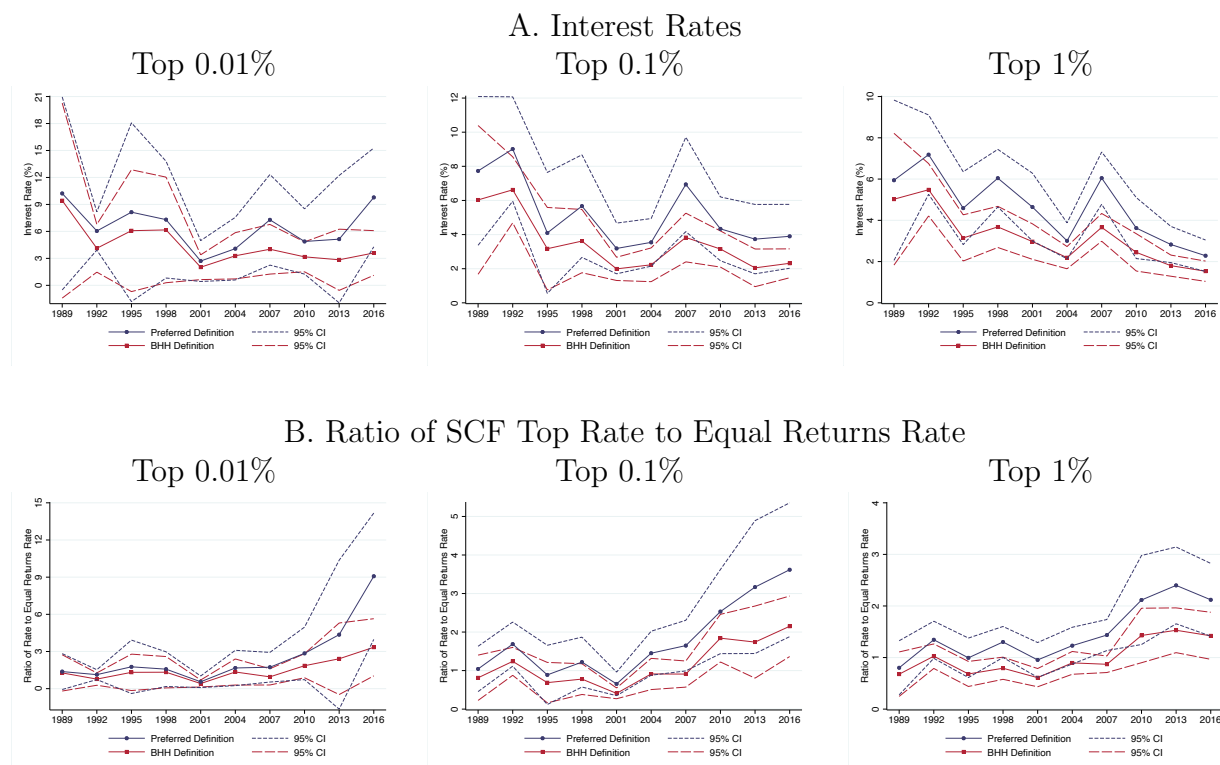 A. Interest Rates
Top 0.01% Top 0.1% Top 1%
Interest Rate (%)
0 3 6 9 12 15 18 21
1989 1992 1995 1998 2001 2004 2007 2010 2013 2016
Preferred Definition 95% CI
BHH Definition 95% CI
Interest Rate (%)
0 2 4 6 8 10 12
1989 1992 1995 1998 2001 2004 2007 2010 2013 2016
Preferred Definition 95% CI
BHH Definition 95% CI
Interest Rate (%)
0 2 4 6 8 10
1989 1992 1995 1998 2001 2004 2007 2010 2013 2016
Preferred Definition 95% CI
BHH Definition 95% CI
B. Ratio of SCF Top Rate to Equal Returns Rate
Top 0.01% Top 0.1% Top 1%
Ratio of Rate to Equal Returns Rate
0 3 6 9 12 15
1989 1992 1995 1998 2001 2004 2007 2010 2013 2016
Preferred Definition 95% CI
BHH Definition 95% CI
Ratio of Rate to Equal Returns Rate
0 1 2 3 4 5
1989 1992 1995 1998 2001 2004 2007 2010 2013 2016
Preferred Definition 95% CI
BHH Definition 95% CI
Ratio of Rate to Equal Returns Rate
0 1 2 3 4
1989 1992 1995 1998 2001 2004 2007 2010 2013 2016
Preferred Definition 95% CI
BHH Definition 95% CI